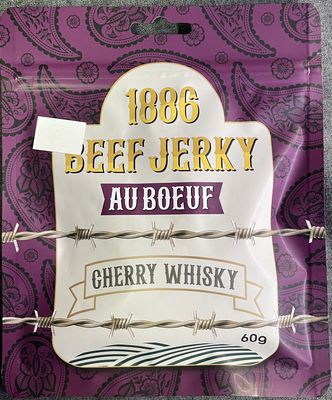 1886
BEEF JERKY
AU BOEUF
CHERRY WHISKY
60g